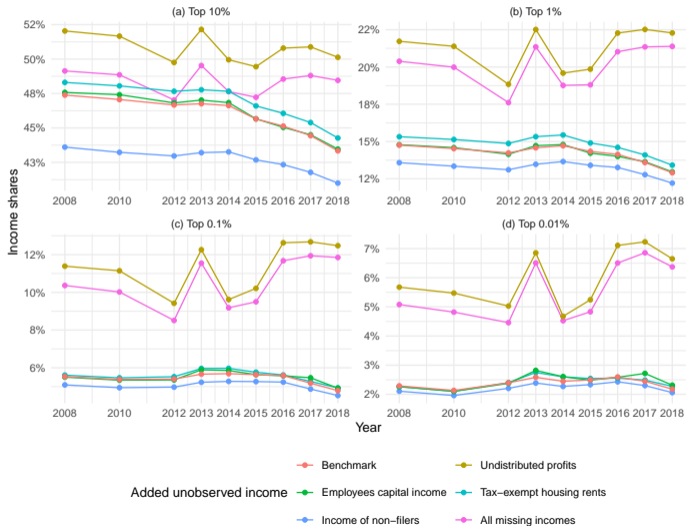 (a) Top 10%
(b) Top 1%
52%
50%
48%
45%
43%
22%
20%
18%
15%
12%
2008 2010 2012 2013 2014 2015 2016 2017 2018
2008 2010 2012 2013 2014 2015 2016 2017 2018
Income shares
(c) Top 0.1%
(d) Top 0.01%
12%
10%
8%
6%
7%
6%
5%
4%
3%
2%
2008 2010 2012 2013 2014 2015 2016 2017 2018
2008 2010 2012 2013 2014 2015 2016 2017 2018
Year
Added unobserved income
Benchmark
Undistributed profits
Employees capital income
Tax−exempt housing rents
Income of non−filers
All missing incomes